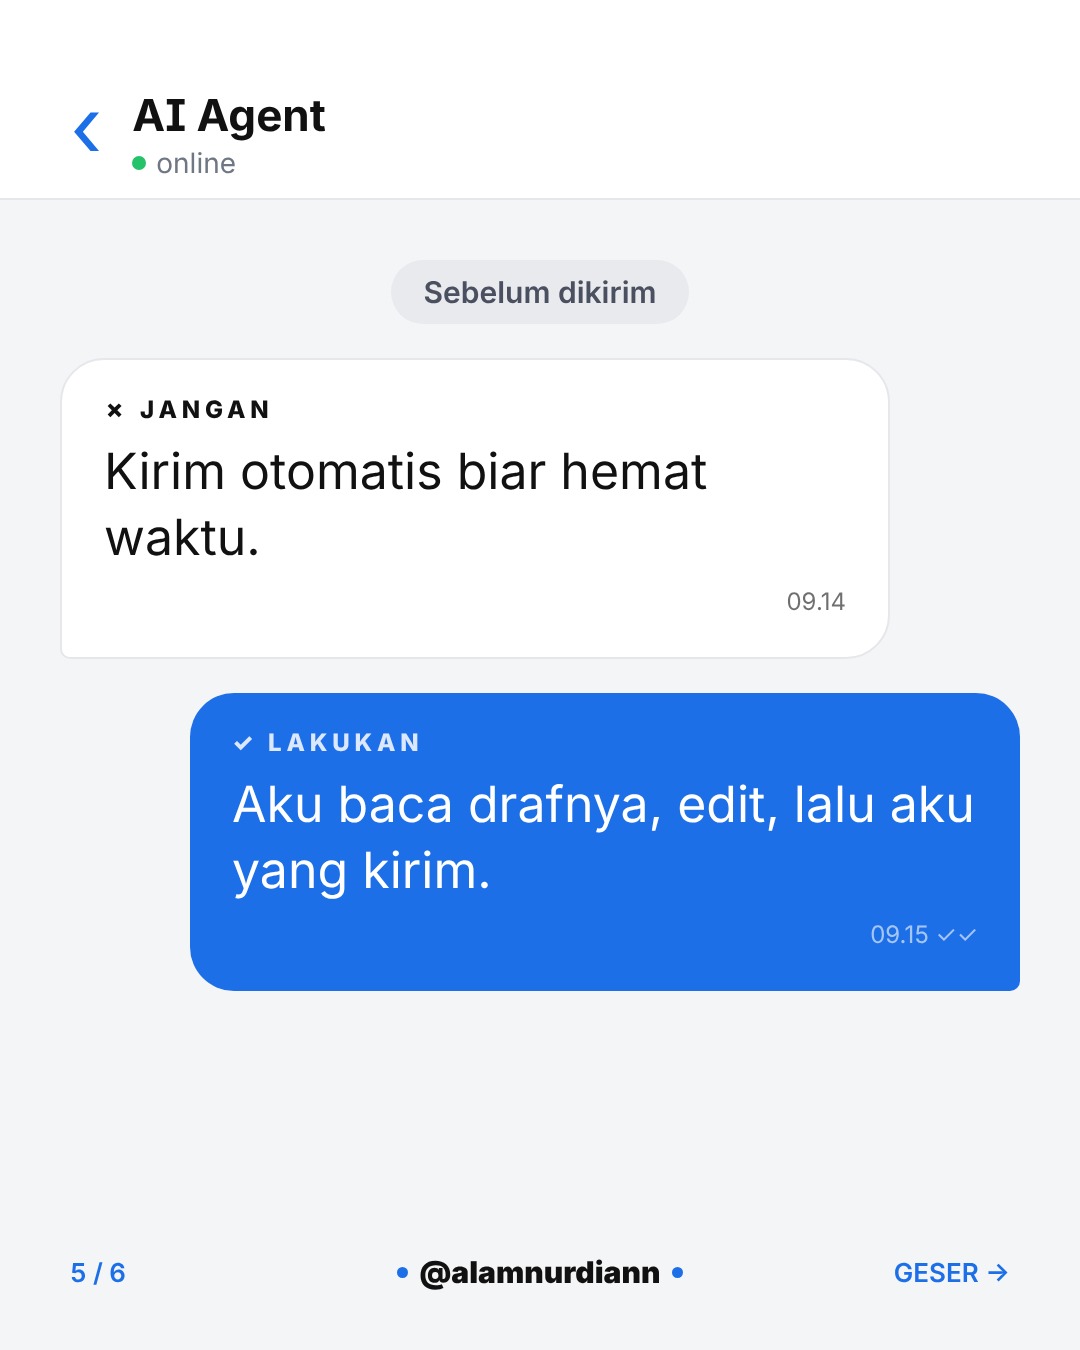 AI Agent
online
Sebelum dikirim
× JANGAN
Kirim otomatis biar hemat
waktu.
09.14
✓ LAKUKAN
Aku baca drafnya, edit, lalu aku
yang kirim.
09.15 ✓✓
5 / 6
• @alamnurdiann •
GESER →